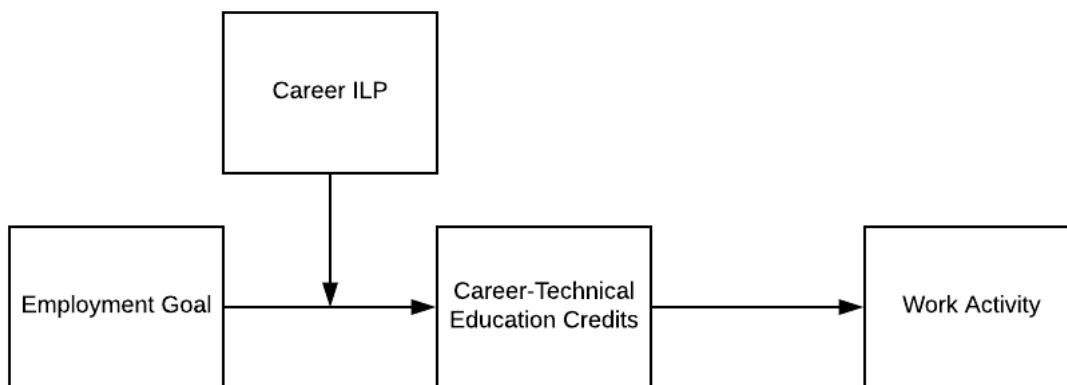 Career ILP
Employment Goal
Career-Technical
Education Credits
Work Activity